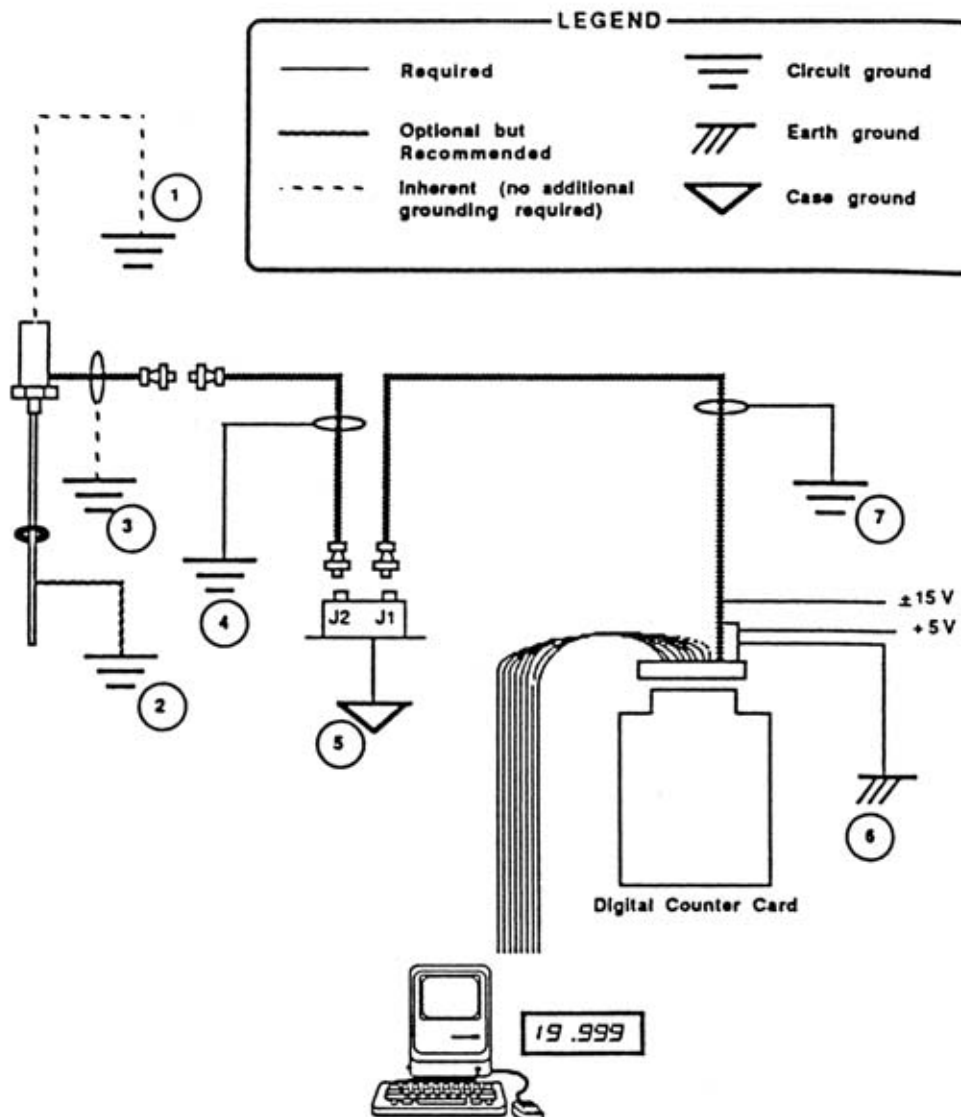 LEGEND
Required
Circuit ground
Optional but
Recommended
Earth ground
Inherent (no additional
grounding required)
Case ground
1
3
2
4
J2 J1
5
7
±15 V
+5V
6
Digital Counter Card
19.999